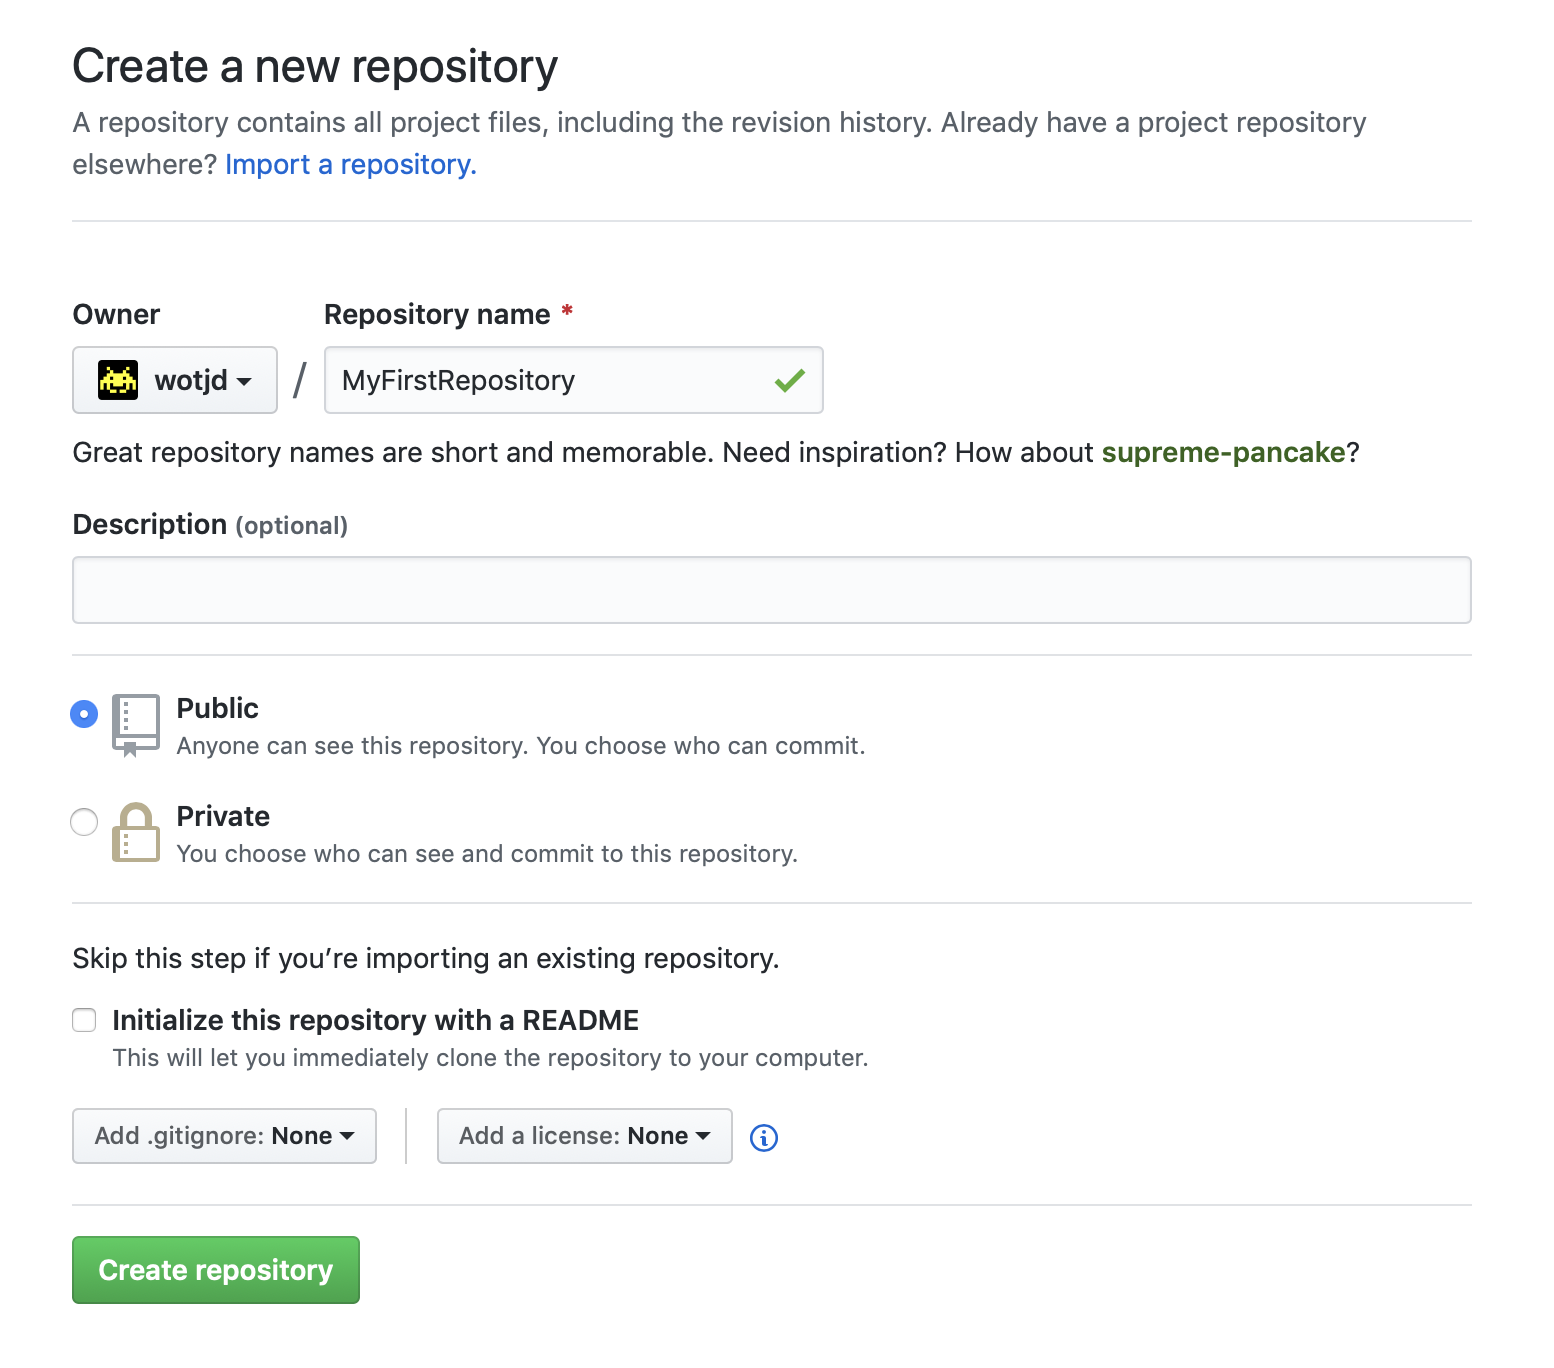 Create a new repository
A repository contains all project files, including the revision history. Already have a project repository
elsewhere? Import a repository.
Owner
Repository name *
wotjd
/
MyFirstRepository
Great repository names are short and memorable. Need inspiration? How about supreme-pancake?
Description (optional)
Public
Anyone can see this repository. You choose who can commit.
Private
You choose who can see and commit to this repository.
Skip this step if you’re importing an existing repository.
Initialize this repository with a README
This will let you immediately clone the repository to your computer.
Add .gitignore: None
Add a license: None
Create repository